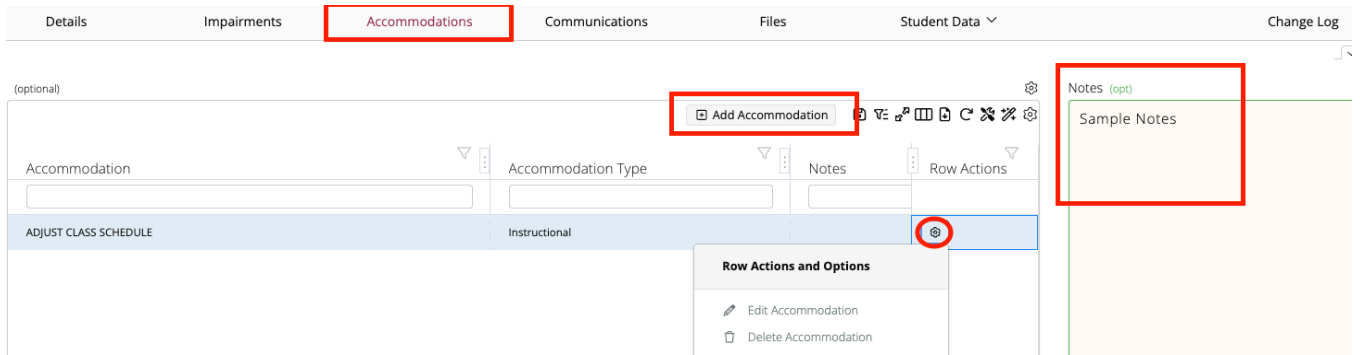 Details Impairments Accommodations Communications Files Student Data Change Log
(optional)
Notes (opt)
Add Accommodation
Sample Notes
Accommodation Accommodation Type Notes Row Actions
ADJUST CLASS SCHEDULE Instructional
Row Actions and Options
Edit Accommodation
Delete Accommodation